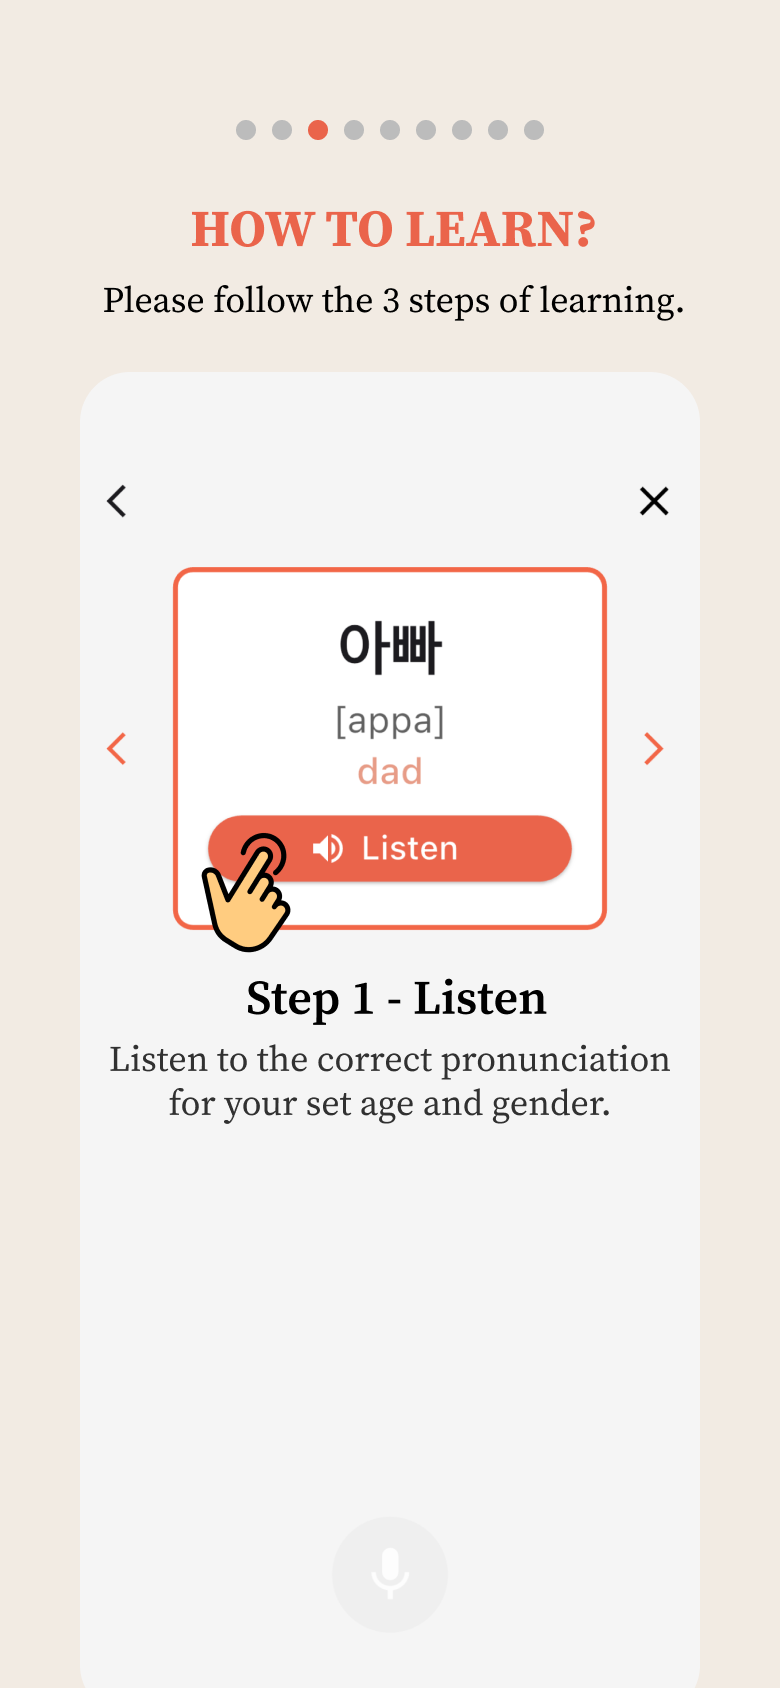 HOW TO LEARN?
Please follow the 3 steps of learning.
아빠
[appa]
dad
Listen
Step 1 - Listen
Listen to the correct pronunciation
for your set age and gender.